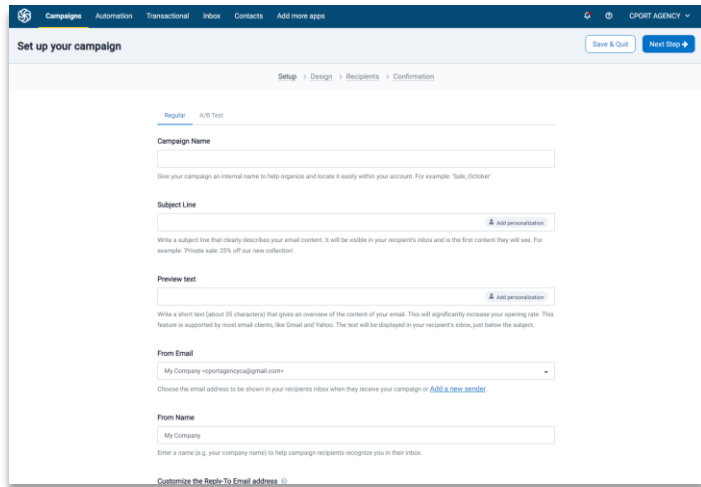 Campaigns Automation Transactional Inbox Contacts Add more apps CPORT AGENCY
Set up your campaign
Save & Quit Next Step
Setup > Design > Recipients > Confirmation
Regular A/B Test
Campaign Name
Give your campaign an internal name to help organize and locate it easily within your account. For example: 'Sale_October'
Subject Line
Add personalization
Write a subject line that clearly describes your email content. It will be visible in your recipient's inbox and is the first content they will see. For
example: 'Private sale: 25% off our new collection'.
Preview text
Add personalization
Write a short text (about 35 characters) that gives an overview of the content of your email. This will significantly increase your opening rate. This
feature is supported by most email clients, like Gmail and Yahoo. The text will be displayed in your recipient's inbox, just below the subject.
From Email
My Company <cportagencyca@gmail.com>
Choose the email address to be shown in your recipients inbox when they receive your campaign or Add a new sender
From Name
My Company
Enter a name (e.g. your company name) to help campaign recipients recognize you in their inbox.
Customize the Reply-To Email address